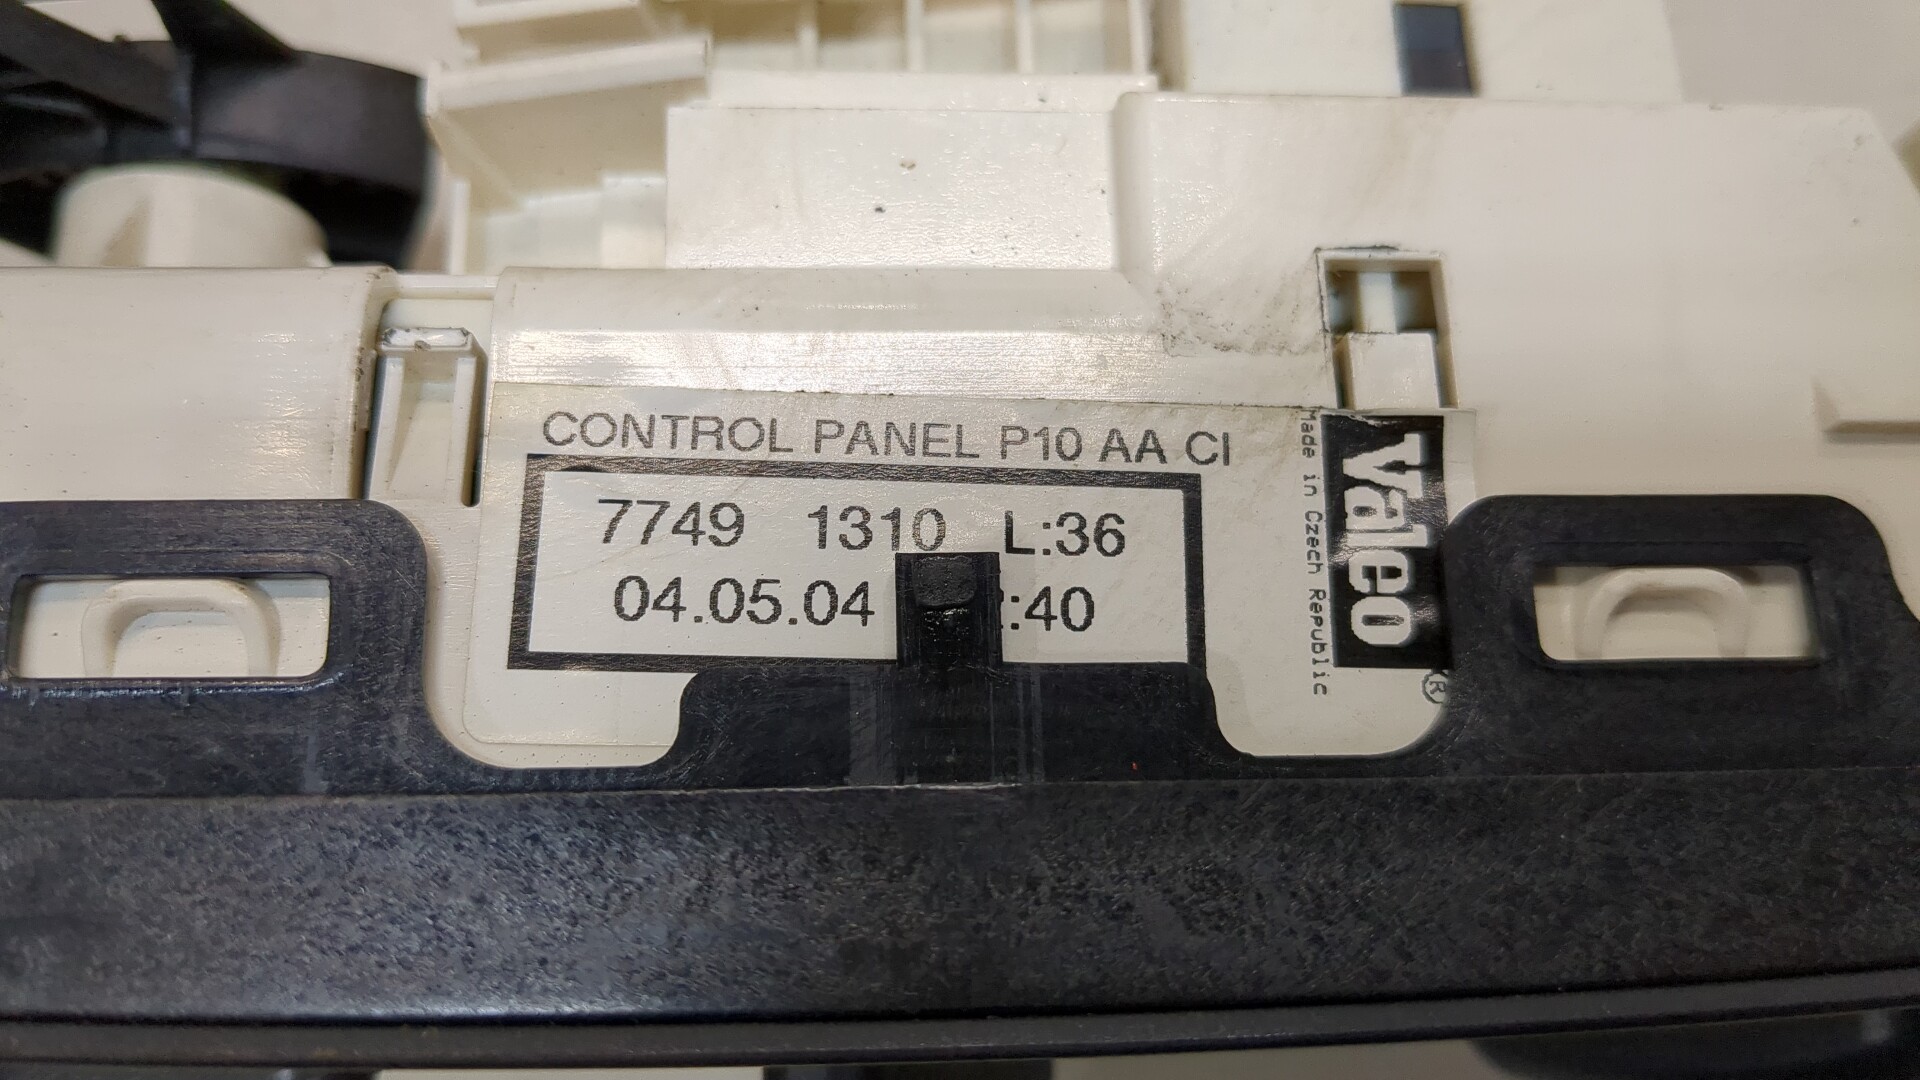 CONTROL PANEL P10 AA CI
7749 1310 L:36
04.05.04 :40
Made in Czech Republic
Valeo
®